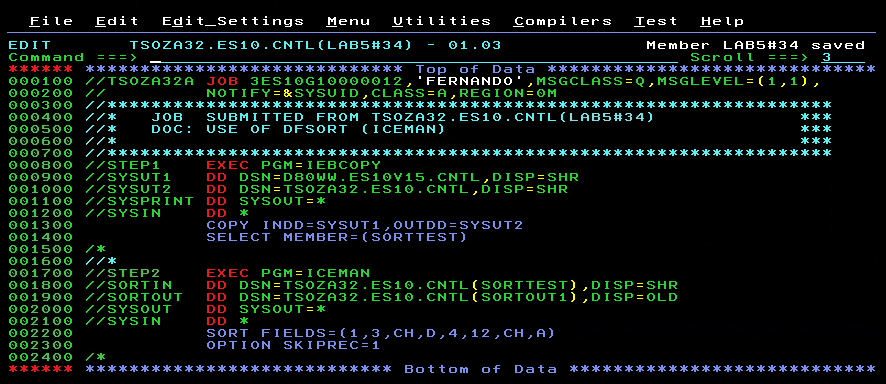 File  Edit  Edit_Settings  Menu  Utilities  Compilers  Test  Help
EDIT       TSOZA32.ES10.CNTL(LAB5#34) - 01.03             Member LAB5#34 saved
Command ===> _                                                Scroll ===> 3
****** ***************************** Top of Data ******************************
000100 //TSOZA32A JOB 3ES10G10000012,'FERNANDO',MSGCLASS=Q,MSGLEVEL=(1,1),
000200 //         NOTIFY=&SYSUID,CLASS=A,REGION=0M
000300 //******************************************************************
000400 //*   JOB  SUBMITTED FROM TSOZA32.ES10.CNTL(LAB5#34)             ***
000500 //*   DOC: USE OF DFSORT (ICEMAN)                                ***
000600 //*                                                              ***
000700 //******************************************************************
000800 //STEP1    EXEC PGM=IEBCOPY
000900 //SYSUT1   DD DSN=D80WW.ES10V15.CNTL,DISP=SHR
001000 //SYSUT2   DD DSN=TSOZA32.ES10.CNTL,DISP=SHR
001100 //SYSPRINT DD SYSOUT=*
001200 //SYSIN    DD *
001300            COPY INDD=SYSUT1,OUTDD=SYSUT2
001400            SELECT MEMBER=(SORTTEST)
001500 /*
001600 //*
001700 //STEP2    EXEC PGM=ICEMAN
001800 //SORTIN   DD DSN=TSOZA32.ES10.CNTL(SORTTEST),DISP=SHR
001900 //SORTOUT  DD DSN=TSOZA32.ES10.CNTL(SORTOUT1),DISP=OLD
002000 //SYSOUT   DD SYSOUT=*
002100 //SYSIN    DD *
002200            SORT FIELDS=(1,3,CH,D,4,12,CH,A)
002300            OPTION SKIPREC=1
002400 /*
****** **************************** Bottom of Data ****************************